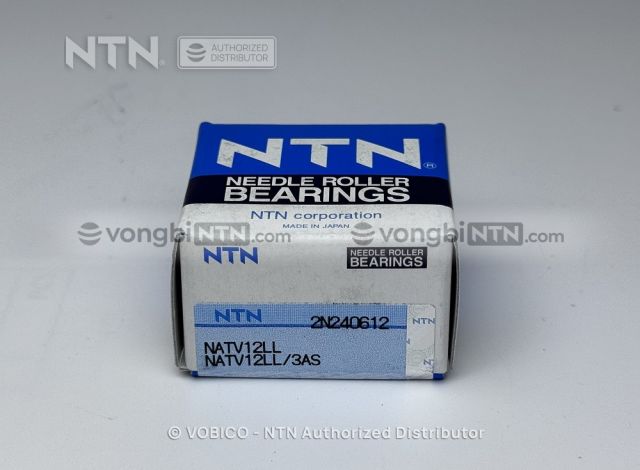 NTN® AUTHORIZED DISTRIBUTOR
NTN®
NEEDLE ROLLER
BEARINGS
NTN corporation
MADE IN JAPAN
vongbiNTN.com vongbiNTN.com
NTN NEEDLE ROLLER
BEARINGS
NTN 2N240612 NTN
NATV12LL
NATV12LL/3AS
© VOBICO - NTN Authorized Distributor